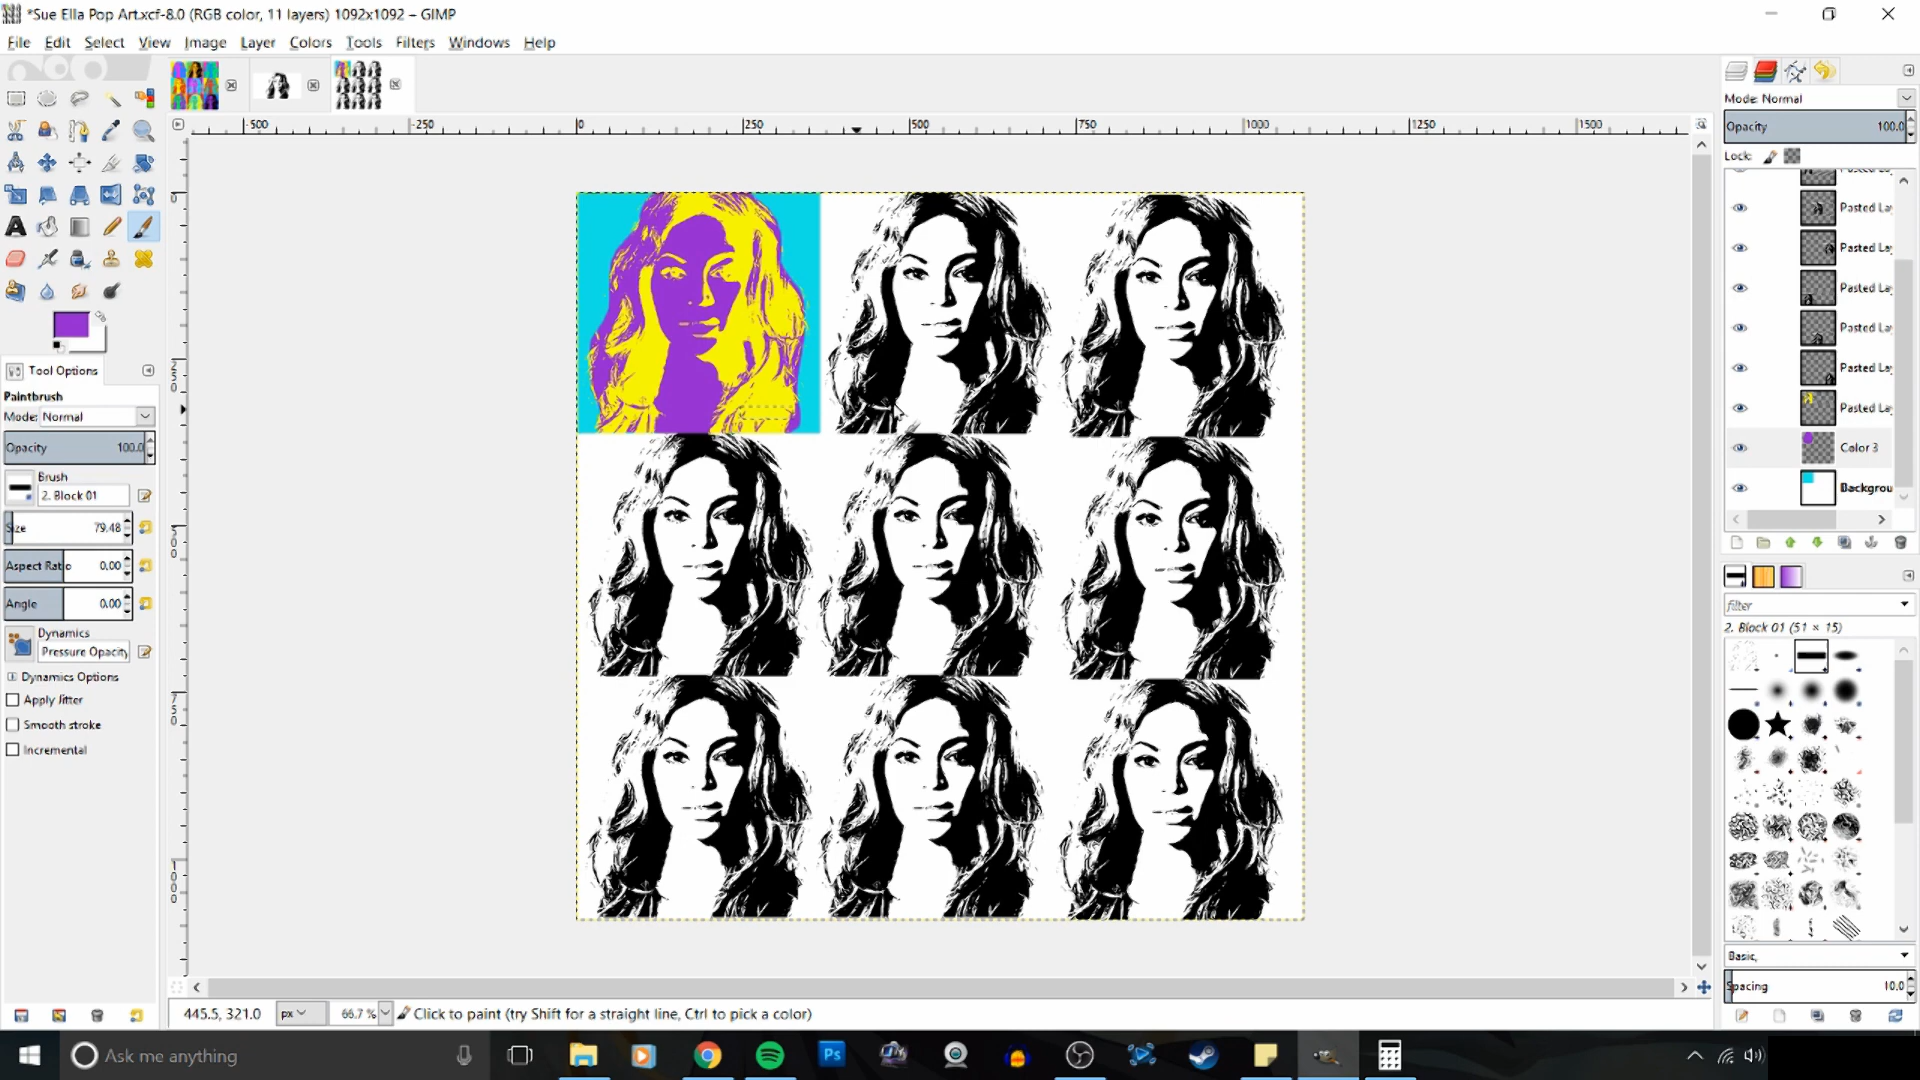 *Sue Ella Pop Art.xcf-8.0 (RGB color, 11 layers) 1092x1092 – GIMP
File Edit Select View Image Layer Colors Tools Filters Windows Help
Mode: Normal
Opacity 100.0
Lock:
-500 -250 0 250 500 750 1000 1250 1500
0
250
500
750
1000
Pasted La
Pasted La
Pasted La
Pasted La
Pasted La
Pasted La
Color 3
Backgrou
Tool Options
Paintbrush
Mode: Normal
Opacity 100.0
Brush
2. Block 01
Size 79.48
Aspect Ratio 0.00
Angle 0.00
Dynamics
Pressure Opacity
Dynamics Options
Apply Jitter
Smooth stroke
Incremental
filter
2. Block 01 (51 × 15)
Basic,
Spacing 10.0
445.5, 321.0 px 66.7 % Click to paint (try Shift for a straight line, Ctrl to pick a color)
Ask me anything
Ps